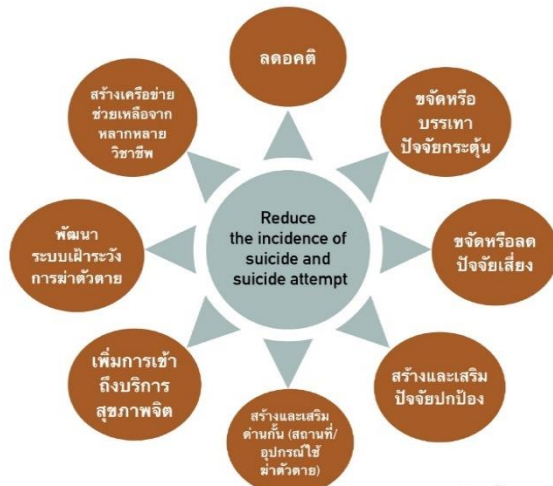 ลดอคติ
ขจัดหรือ
บรรเทา
ปัจจัยกระตุ้น
ขจัดหรือลด
ปัจจัยเสี่ยง
สร้างและเสริม
ปัจจัยปกป้อง
สร้างและเสริม
ด่านกั้น (สถานที่/
อุปกรณ์ใช้
ฆ่าตัวตาย)
เพิ่มการเข้า
ถึงบริการ
สุขภาพจิต
พัฒนา
ระบบเฝ้าระวัง
การฆ่าตัวตาย
สร้างเครือข่าย
ช่วยเหลือจาก
หลากหลาย
วิชาชีพ
Reduce
the incidence of
suicide and
suicide attempt